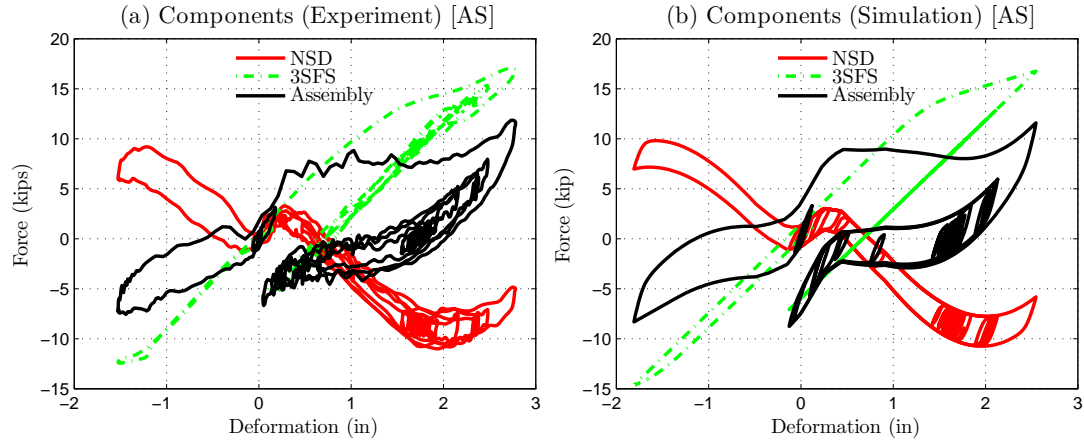 (a) Components (Experiment) [AS]
20
15
10
5
0
−5
−10
−15
−2
−1
0
1
2
3
Force (kips)
Deformation (in)
NSD
3SFS
Assembly
(b) Components (Simulation) [AS]
20
15
10
5
0
−5
−10
−15
−2
−1
0
1
2
3
Force (kip)
Deformation (in)
NSD
3SFS
Assembly